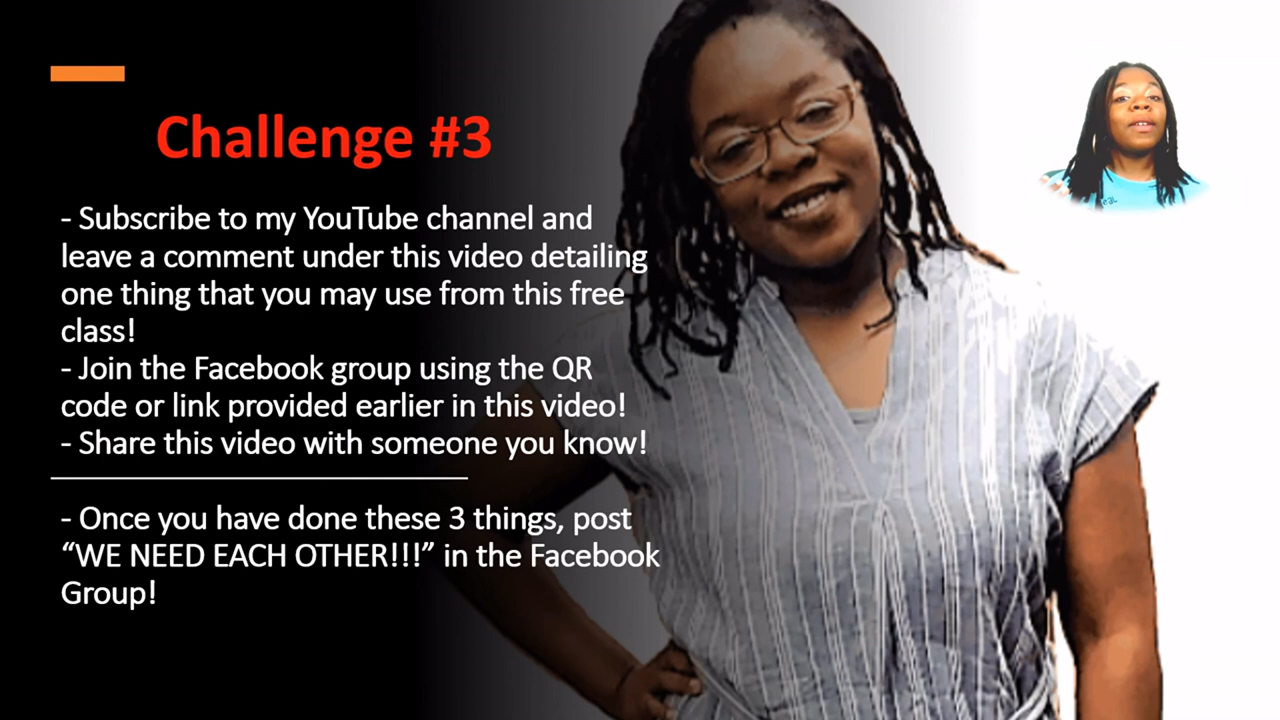 Challenge #3
- Subscribe to my YouTube channel and
leave a comment under this video detailing
one thing that you may use from this free
class!
- Join the Facebook group using the QR
code or link provided earlier in this video!
- Share this video with someone you know!
- Once you have done these 3 things, post
“WE NEED EACH OTHER!!!” in the Facebook
Group!